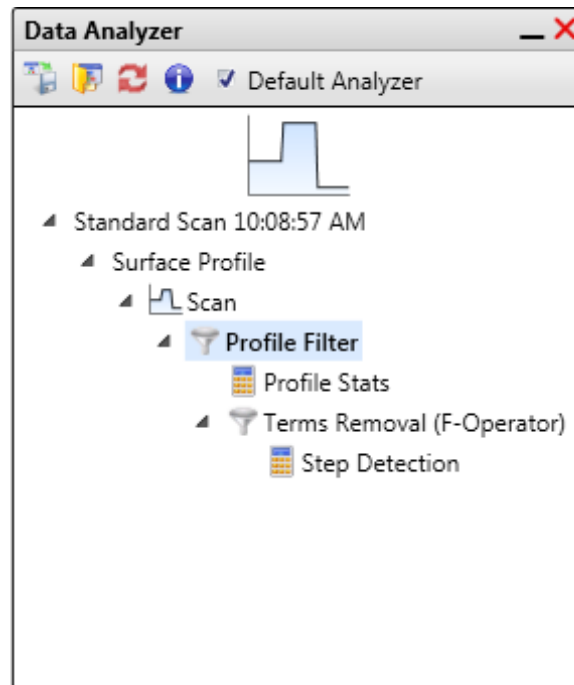 Data Analyzer
Default Analyzer
Standard Scan 10:08:57 AM
Surface Profile
Scan
Profile Filter
Profile Stats
Terms Removal (F-Operator)
Step Detection